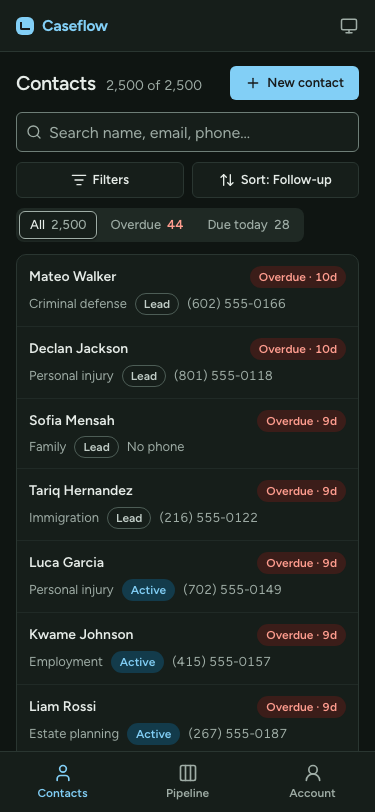 Caseflow
Contacts 2,500 of 2,500 New contact
Search name, email, phone...
Filters Sort: Follow-up
All 2,500 Overdue 44 Due today 28
Mateo Walker Overdue · 10d
Criminal defense Lead (602) 555-0166
Declan Jackson Overdue · 10d
Personal injury Lead (801) 555-0118
Sofia Mensah Overdue · 9d
Family Lead No phone
Tariq Hernandez Overdue · 9d
Immigration Lead (216) 555-0122
Luca Garcia Overdue · 9d
Personal injury Active (702) 555-0149
Kwame Johnson Overdue · 9d
Employment Active (415) 555-0157
Liam Rossi Overdue · 9d
Estate planning Active (267) 555-0187
Contacts Pipeline Account